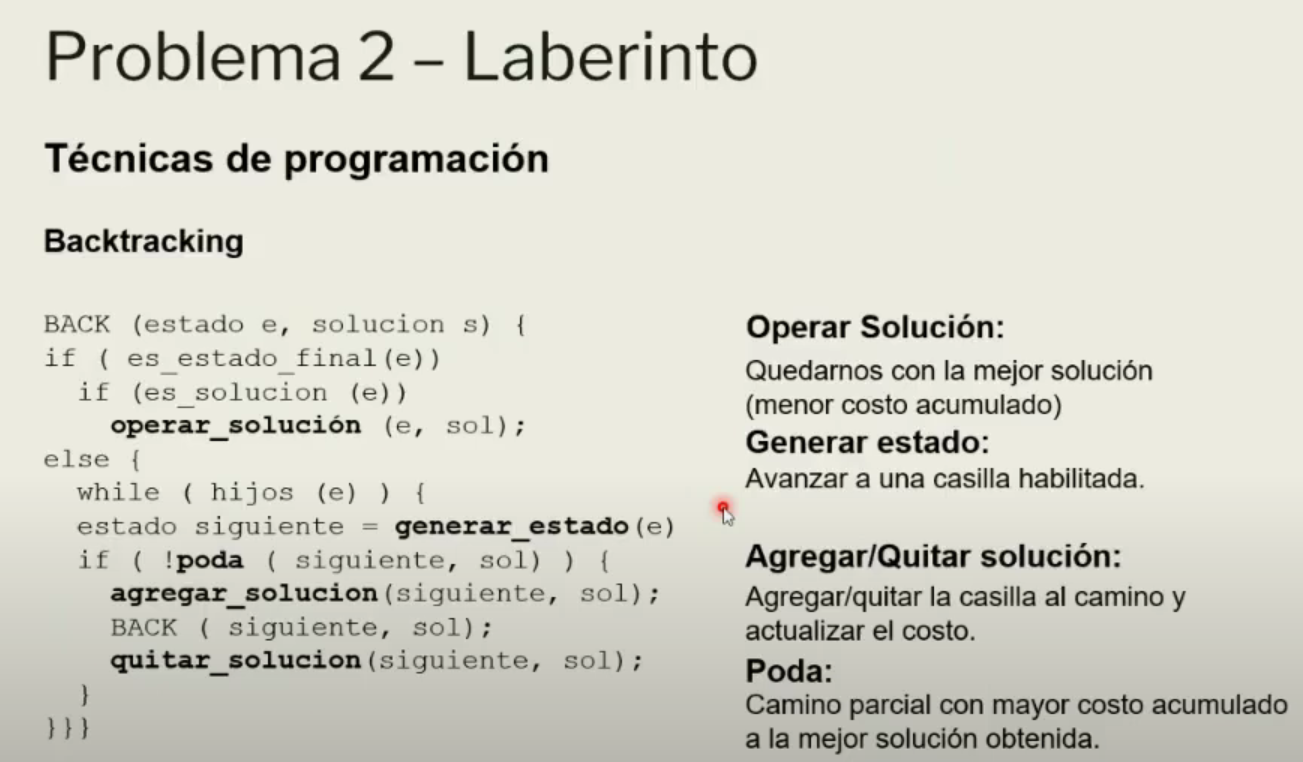 Problema 2 – Laberinto
Técnicas de programación
Backtracking
BACK (estado e, solucion s) {
if ( es_estado_final(e))
if (es_solucion (e))
operar_solución (e, sol);
else {
while ( hijos (e) ) {
estado siguiente = generar_estado(e)
if ( !poda ( siguiente, sol) ) {
agregar_solucion(siguiente, sol);
BACK ( siguiente, sol);
quitar_solucion(siguiente, sol);
}
}}}
Operar Solución:
Quedarnos con la mejor solución
(menor costo acumulado)
Generar estado:
Avanzar a una casilla habilitada.
Agregar/Quitar solución:
Agregar/quitar la casilla al camino y
actualizar el costo.
Poda:
Camino parcial con mayor costo acumulado
a la mejor solución obtenida.